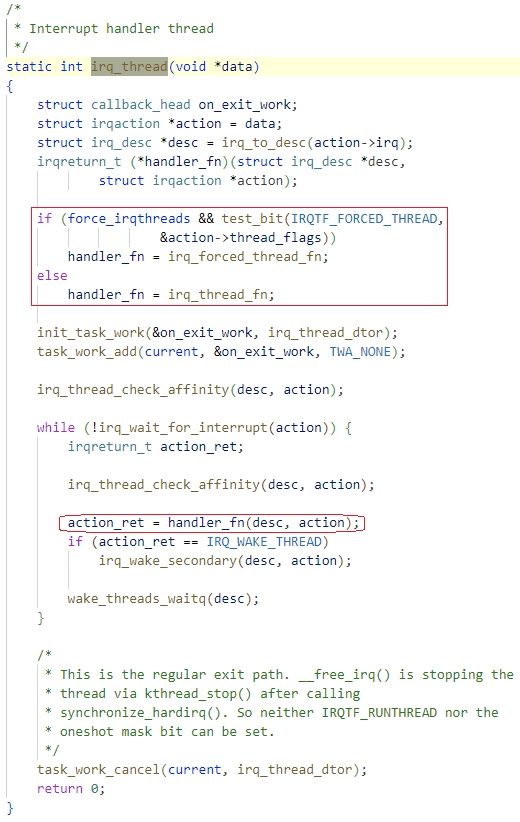 /*
 * Interrupt handler thread
 */
static int irq_thread(void *data)
{
    struct callback_head on_exit_work;
    struct irqaction *action = data;
    struct irq_desc *desc = irq_to_desc(action->irq);
    irqreturn_t (*handler_fn)(struct irq_desc *desc,
            struct irqaction *action);

    if (force_irqthreads && test_bit(IRQTF_FORCED_THREAD,
                    &action->thread_flags))
        handler_fn = irq_forced_thread_fn;
    else
        handler_fn = irq_thread_fn;

    init_task_work(&on_exit_work, irq_thread_dtor);
    task_work_add(current, &on_exit_work, TWA_NONE);

    irq_thread_check_affinity(desc, action);

    while (!irq_wait_for_interrupt(action)) {
        irqreturn_t action_ret;

        irq_thread_check_affinity(desc, action);

        action_ret = handler_fn(desc, action);
        if (action_ret == IRQ_WAKE_THREAD)
            irq_wake_secondary(desc, action);

        wake_threads_waitq(desc);
    }

    /*
     * This is the regular exit path. __free_irq() is stopping the
     * thread via kthread_stop() after calling
     * synchronize_hardirq(). So neither IRQTF_RUNTHREAD nor the
     * oneshot mask bit can be set.
     */
    task_work_cancel(current, irq_thread_dtor);
    return 0;
}